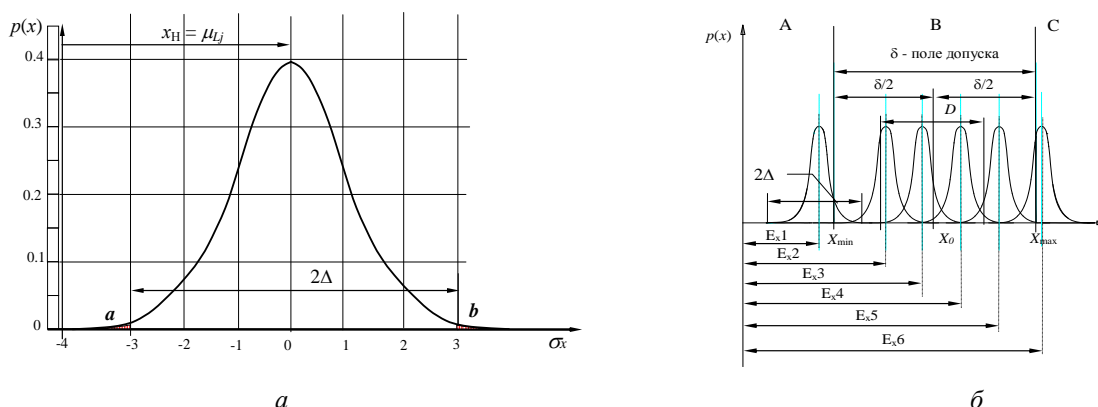 p(x)
x_H = μ_Lj
0.4
0.3
0.2
0.1
0
a
2Δ
b
-4 -3 -2 -1 0 1 2 3 σx
а
A B C
p(x)
δ - поле допуска
δ/2 δ/2
D
2Δ
X_min X_0 X_max
E_x1
E_x2
E_x3
E_x4
E_x5
E_x6
б